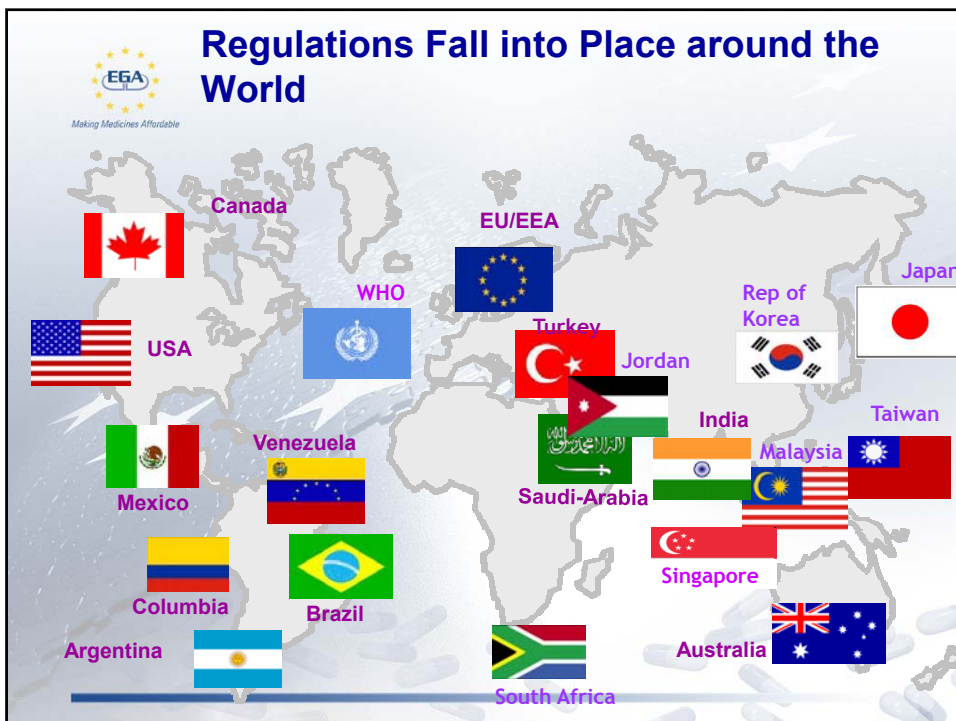 Regulations Fall into Place around the
World
EGA
Making Medicines Affordable
Canada
EU/EEA
WHO
Japan
Rep of
Korea
USA
Turkey
Jordan
Taiwan
India
Venezuela
Malaysia
Mexico
Saudi-Arabia
Singapore
Columbia
Brazil
Argentina
Australia
South Africa